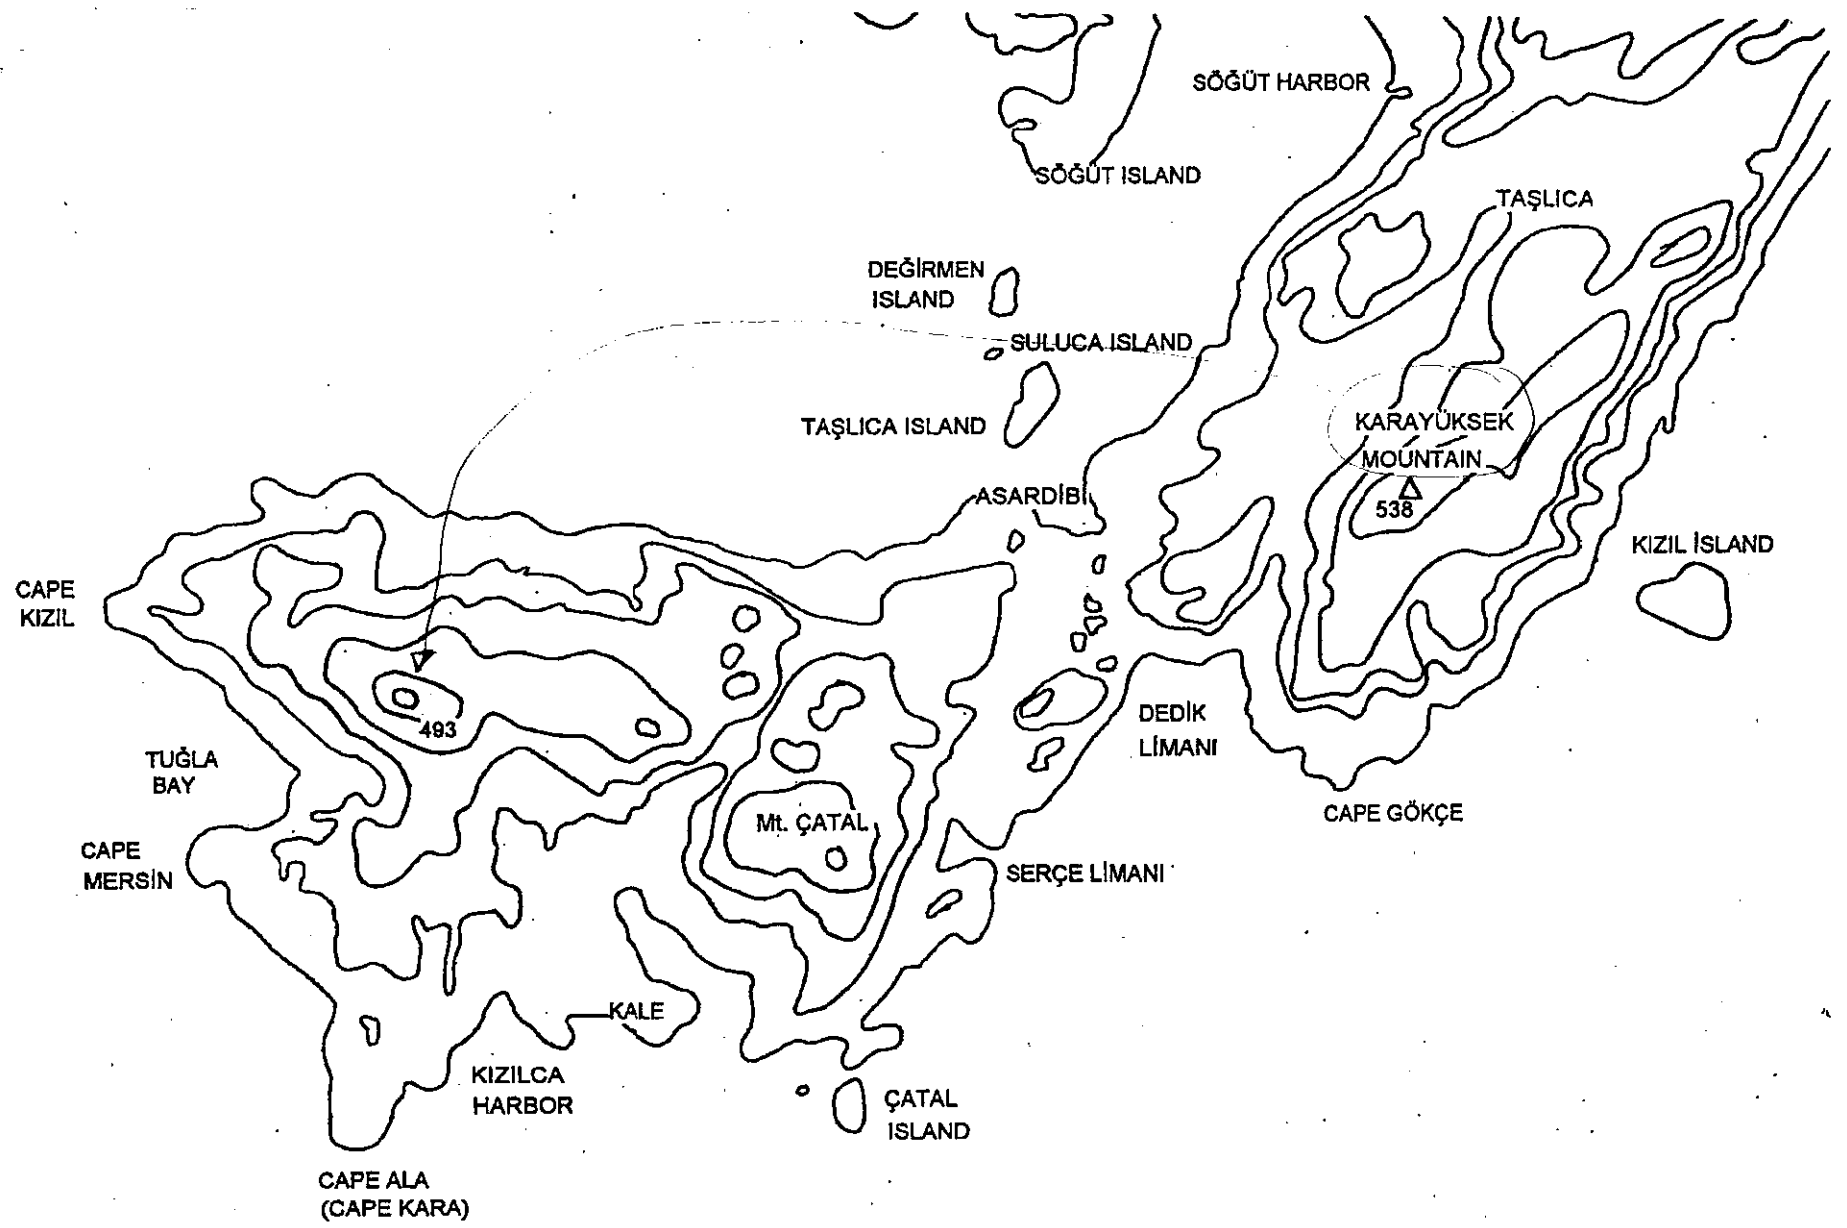 SÖĞÜT HARBOR
SÖĞÜT ISLAND
TAŞLICA
DEĞİRMEN
ISLAND
SULUCA ISLAND
TAŞLICA ISLAND
KARAYÜKSEK
MOUNTAIN
538
ASARDİBİ
KIZIL İSLAND
CAPE
KIZIL
493
DEDİK
LİMANI
TUĞLA
BAY
CAPE GÖKÇE
Mt. ÇATAL
CAPE
MERSİN
SERÇE LİMANI
KALE
KIZILCA
HARBOR
ÇATAL
ISLAND
CAPE ALA
(CAPE KARA)